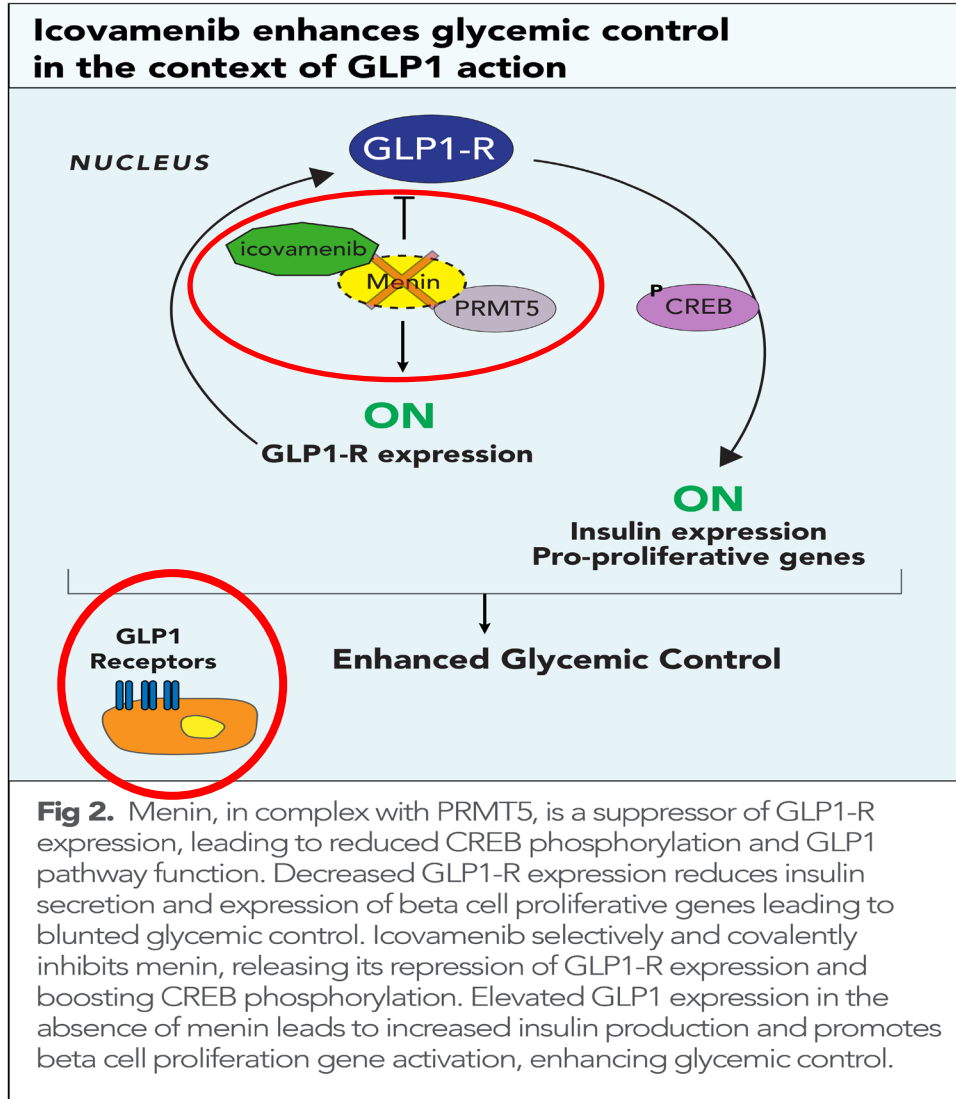 Icovamenib enhances glycemic control
in the context of GLP1 action
NUCLEUS
GLP1-R
icovamenib
Menin
PRMT5
P
CREB
ON
GLP1-R expression
ON
Insulin expression
Pro-proliferative genes
GLP1
Receptors
Enhanced Glycemic Control
Fig 2. Menin, in complex with PRMT5, is a suppressor of GLP1-R
expression, leading to reduced CREB phosphorylation and GLP1
pathway function. Decreased GLP1-R expression reduces insulin
secretion and expression of beta cell proliferative genes leading to
blunted glycemic control. Icovamenib selectively and covalently
inhibits menin, releasing its repression of GLP1-R expression and
boosting CREB phosphorylation. Elevated GLP1 expression in the
absence of menin leads to increased insulin production and promotes
beta cell proliferation gene activation, enhancing glycemic control.